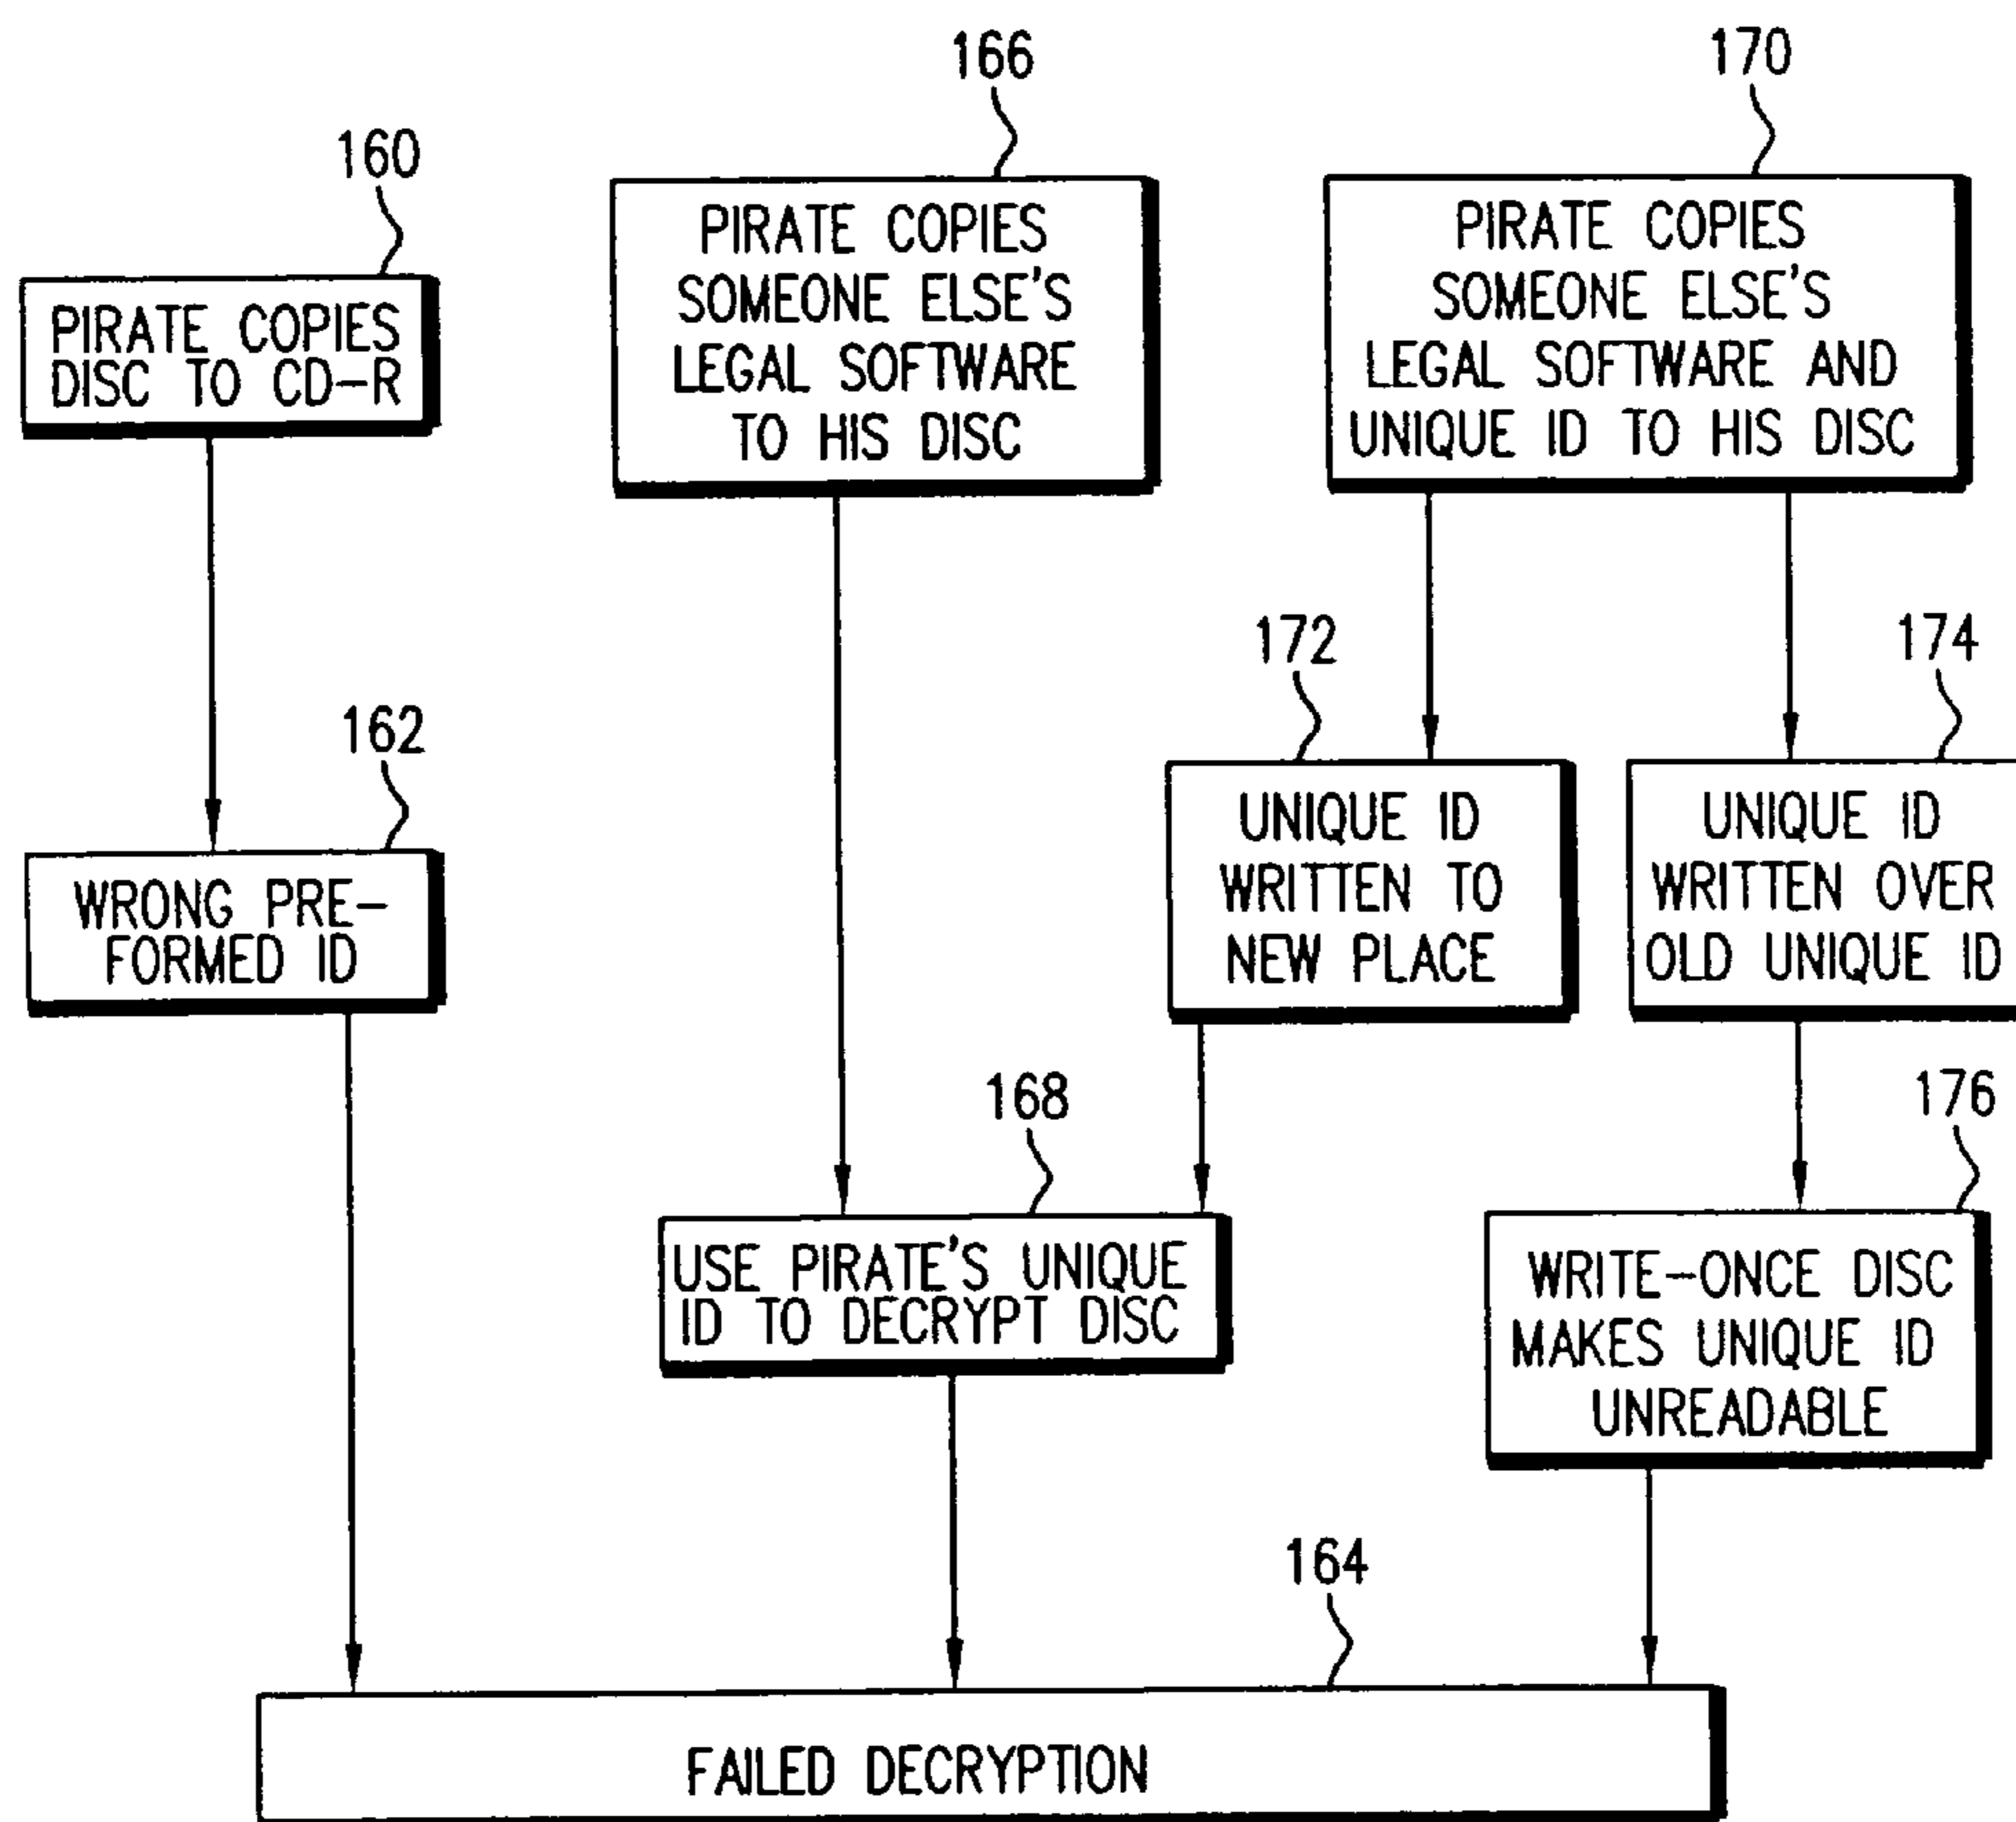 160
PIRATE COPIES
DISC TO CD-R
166
PIRATE COPIES
SOMEONE ELSE'S
LEGAL SOFTWARE
TO HIS DISC
170
PIRATE COPIES
SOMEONE ELSE'S
LEGAL SOFTWARE AND
UNIQUE ID TO HIS DISC
162
WRONG PRE-
FORMED ID
172
UNIQUE ID
WRITTEN TO
NEW PLACE
174
UNIQUE ID
WRITTEN OVER
OLD UNIQUE ID
168
USE PIRATE'S UNIQUE
ID TO DECRYPT DISC
176
WRITE-ONCE DISC
MAKES UNIQUE ID
UNREADABLE
164
FAILED DECRYPTION